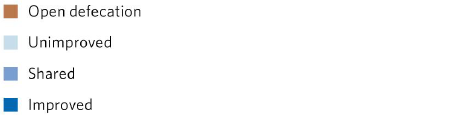 Open defecation
Unimproved
Shared
Improved